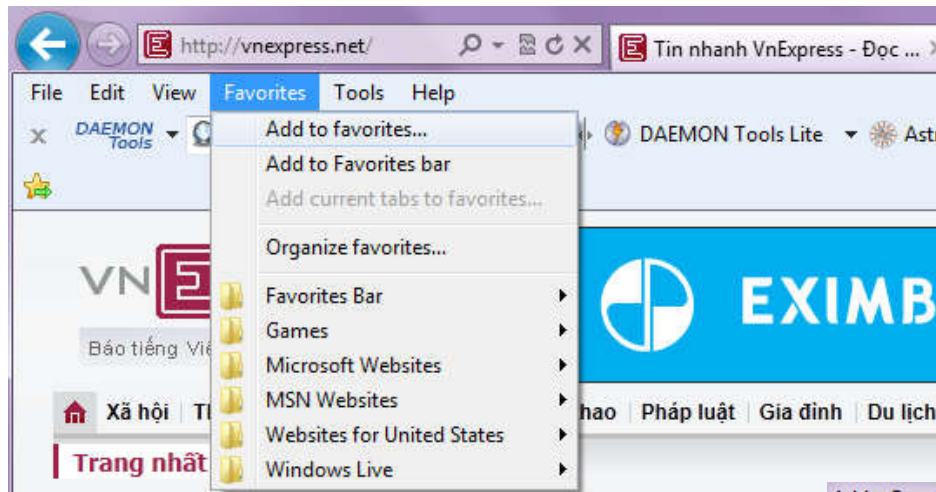 http://vnexpress.net/
Tin nhanh VnExpress - Đọc ...
File Edit View Favorites Tools Help
DAEMON Tools
DAEMON Tools Lite
Add to favorites...
Add to Favorites bar
Add current tabs to favorites...
Organize favorites...
Favorites Bar
Games
Microsoft Websites
MSN Websites
Websites for United States
Windows Live
VN E
EXIMB
Báo tiếng Việ
Xã hội Pháp luật Gia đình Du lịch
Trang nhất